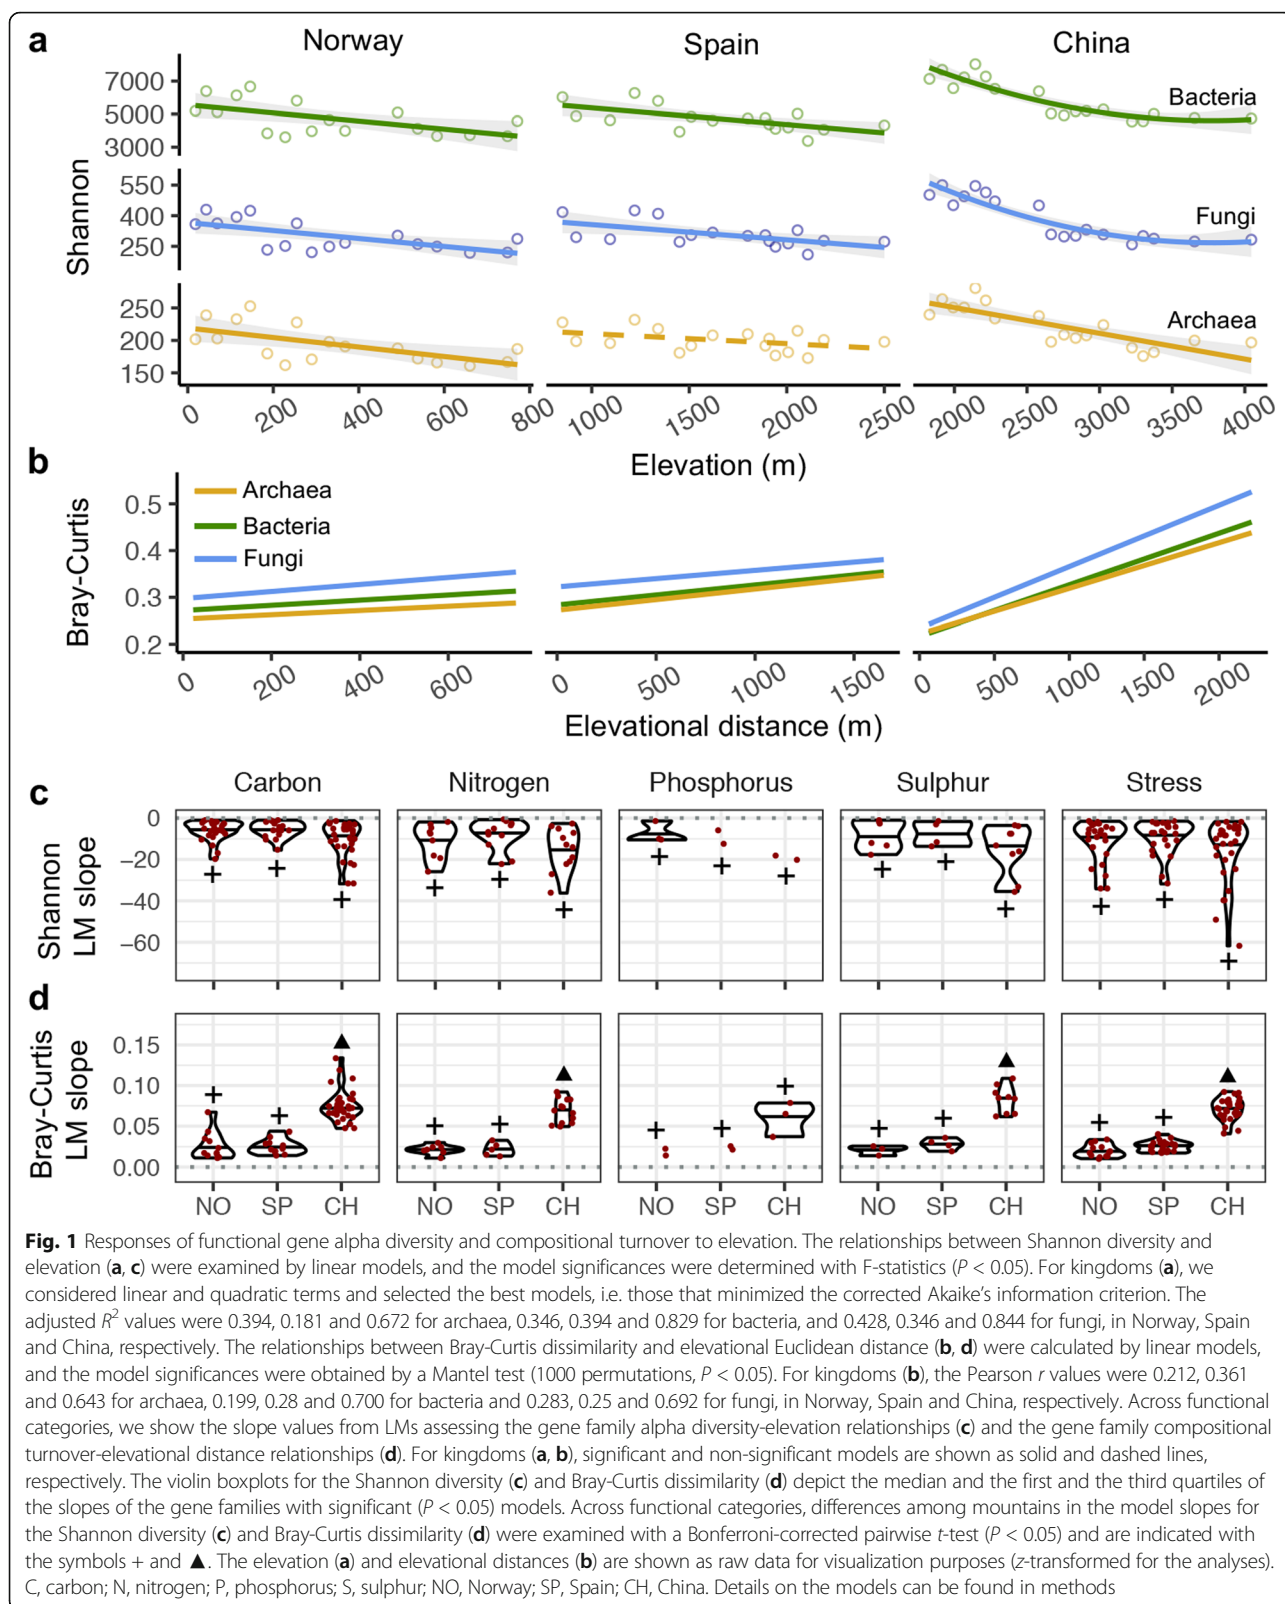 a
Norway
Spain
China
Shannon
7000
5000
3000
Bacteria
550
400
250
Fungi
250
200
150
Archaea
0
200
400
600
800
1000
1500
2000
2500
2000
2500
3000
3500
4000
Elevation (m)
b
Bray-Curtis
0.5
0.4
0.3
0.2
Archaea
Bacteria
Fungi
0
200
400
600
0
500
1000
1500
0
500
1000
1500
2000
Elevational distance (m)
c
Carbon
Nitrogen
Phosphorus
Sulphur
Stress
Shannon
LM slope
0
−20
−40
−60
+ + +
+ + +
+ + +
+ + +
+ + +
d
Bray-Curtis
LM slope
0.15
0.10
0.05
0.00
+ + ▲
+ + ▲
+ + +
+ + ▲
+ + ▲
NO SP CH
NO SP CH
NO SP CH
NO SP CH
NO SP CH
Fig. 1 Responses of functional gene alpha diversity and compositional turnover to elevation. The relationships between Shannon diversity and
elevation (a, c) were examined by linear models, and the model significances were determined with F-statistics (P < 0.05). For kingdoms (a), we
considered linear and quadratic terms and selected the best models, i.e. those that minimized the corrected Akaike's information criterion. The
adjusted R² values were 0.394, 0.181 and 0.672 for archaea, 0.346, 0.394 and 0.829 for bacteria, and 0.428, 0.346 and 0.844 for fungi, in Norway, Spain
and China, respectively. The relationships between Bray-Curtis dissimilarity and elevational Euclidean distance (b, d) were calculated by linear models,
and the model significances were obtained by a Mantel test (1000 permutations, P < 0.05). For kingdoms (b), the Pearson r values were 0.212, 0.361
and 0.643 for archaea, 0.199, 0.28 and 0.700 for bacteria and 0.283, 0.25 and 0.692 for fungi, in Norway, Spain and China, respectively. Across functional
categories, we show the slope values from LMs assessing the gene family alpha diversity-elevation relationships (c) and the gene family compositional
turnover-elevational distance relationships (d). For kingdoms (a, b), significant and non-significant models are shown as solid and dashed lines,
respectively. The violin boxplots for the Shannon diversity (c) and Bray-Curtis dissimilarity (d) depict the median and the first and the third quartiles of
the slopes of the gene families with significant (P < 0.05) models. Across functional categories, differences among mountains in the model slopes for
the Shannon diversity (c) and Bray-Curtis dissimilarity (d) were examined with a Bonferroni-corrected pairwise t-test (P < 0.05) and are indicated with
the symbols + and ▲. The elevation (a) and elevational distances (b) are shown as raw data for visualization purposes (z-transformed for the analyses).
C, carbon; N, nitrogen; P, phosphorus; S, sulphur; NO, Norway; SP, Spain; CH, China. Details on the models can be found in methods